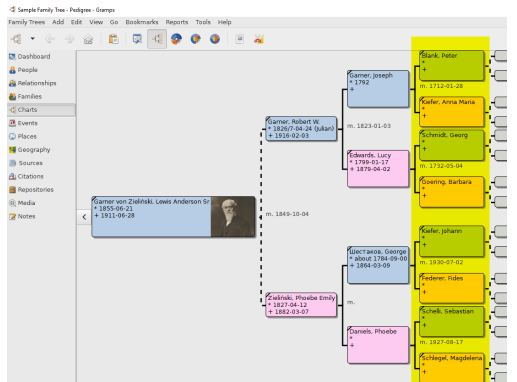 Sample Family Tree - Pedigree - Gramps
Family Trees Add Edit View Go Bookmarks Reports Tools Help
Dashboard
People
Relationships
Families
Charts
Events
Places
Geography
Sources
Citations
Repositories
Media
Notes
Garner von Zieliński, Lewis Anderson Sr
* 1855-06-21
+ 1911-06-28
m. 1849-10-04
Garner, Robert W.
* 1826/7-04-24 (Julian)
+ 1916-02-03
Zieliński, Phoebe Emily
* 1827-04-12
+ 1882-03-07
Garner, Joseph
* 1792
+
m. 1823-01-03
Edwards, Lucy
* 1799-01-17
+ 1879-04-02
Шестаков, George
* about 1784-09-00
+ 1864-03-09
m.
Daniels, Phoebe
*
+
Blank, Peter
*
+
m. 1712-01-28
Kiefer, Anna Maria
*
+
Schmidt, Georg
*
+
m. 1732-05-04
Goering, Barbara
*
+
Kiefer, Johann
*
+
m. 1930-07-02
Federer, Fides
*
+
Schelli, Sebastian
*
+
m. 1927-08-17
Schlegel, Magdelena
*
+